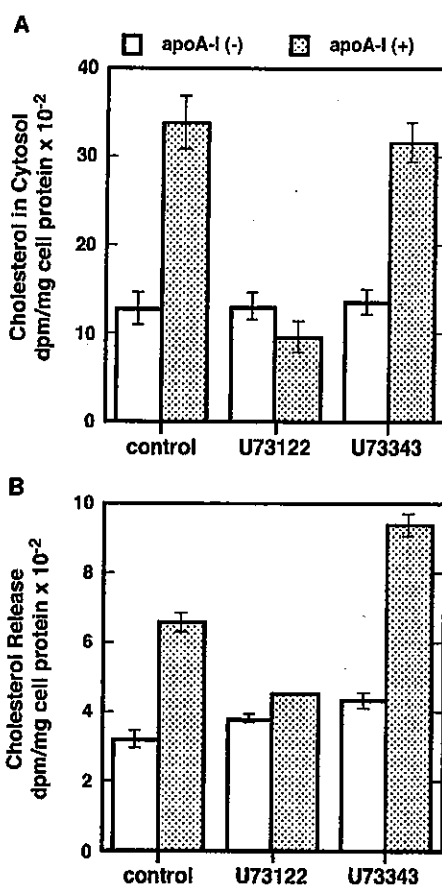 A
apoA-I (-) apoA-I (+)
Cholesterol in Cytosol
dpm/mg cell protein x 10-2
40
30
20
10
0
control U73122 U73343
B
Cholesterol Release
dpm/mg cell protein x 10-2
10
8
6
4
2
0
control U73122 U73343